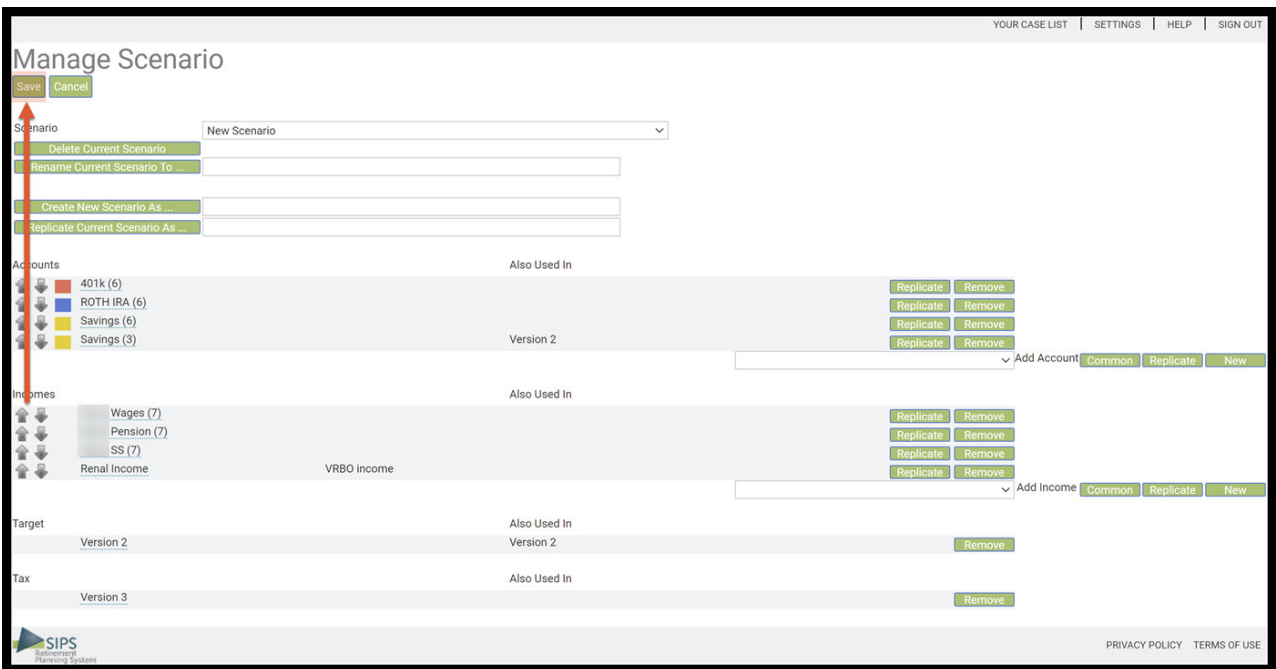 YOUR CASE LIST SETTINGS HELP SIGN OUT
Manage Scenario
Save Cancel
Scenario New Scenario
Delete Current Scenario
Rename Current Scenario To ...
Create New Scenario As ...
Replicate Current Scenario As ...
Accounts Also Used In
401k (6) Replicate Remove
ROTH IRA (6) Replicate Remove
Savings (6) Replicate Remove
Savings (3) Version 2 Replicate Remove
Add Account Common Replicate New
Incomes Also Used In
Wages (7) Replicate Remove
Pension (7) Replicate Remove
SS (7) Replicate Remove
Renal Income VRBO income Replicate Remove
Add Income Common Replicate New
Target Also Used In
Version 2 Version 2 Remove
Tax Also Used In
Version 3 Remove
SIPS
Retirement
Planning System
PRIVACY POLICY TERMS OF USE